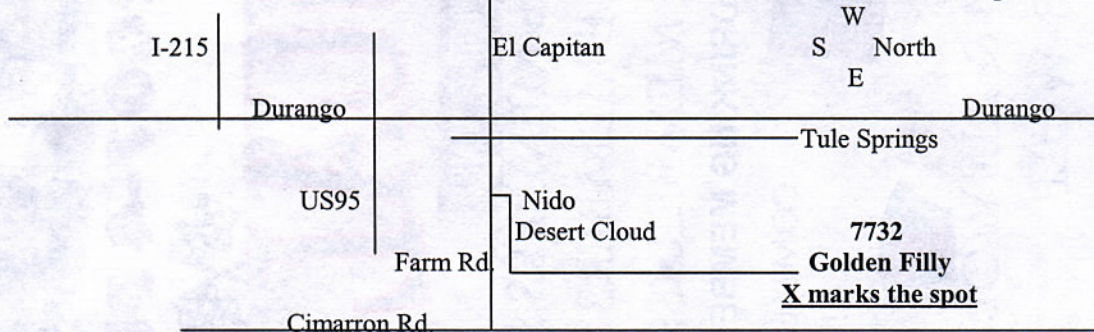 W
I-215
El Capitan
S North
E
Durango
Durango
Tule Springs
US95
Nido
Desert Cloud
7732
Farm Rd.
Golden Filly
X marks the spot
Cimarron Rd.